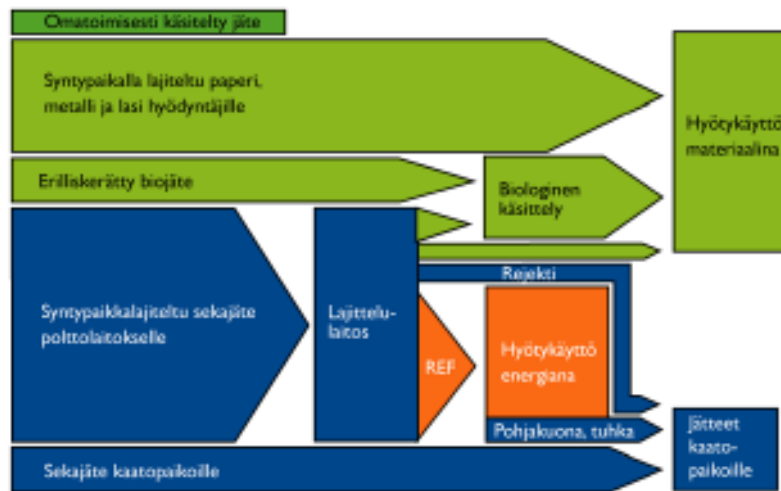 Omatoimisesti käsitelty jäte
Syntypaikalla lajiteltu paperi,
metalli ja lasi hyödyntäjille
Hyötykäyttö
materiaalina
Erilliskerätty biojäte
Biologinen
käsittely
Rejekti
Syntypaikkalajiteltu sekajäte
polttolaitokselle
Lajittelu-
laitos
REF
Hyötykäyttö
energiana
Pohjakuona, tuhka
Jätteet
kaato-
paikoille
Sekajäte kaatopaikoille